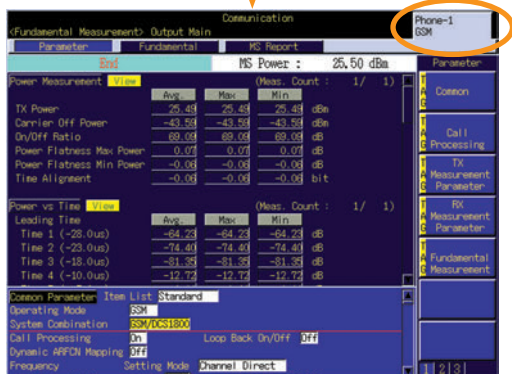 Communication
Phone-1
<Fundamental Measurement> Output Main
GSM
Parameter Fundamental MS Report
End MS Power : 25.50 dBm Parameter
Power Measurement View (Meas. Count : 1/ 1)
Avg. Max Min
TX Power 25.49 25.49 25.49 dBm
Carrier Off Power -43.59 -43.59 -43.59 dBm
On/Off Ratio 69.09 69.09 69.09 dB
Power Flatness Max Power 0.07 0.07 0.07 dB
Power Flatness Min Power -0.06 -0.06 -0.06 dB
Time Alignment -0.06 -0.06 -0.06 bit
Power vs Time View (Meas. Count : 1/ 1)
Leading Time Avg. Max Min
Time 1 (-28.0us) -64.23 -64.23 -64.23 dB
Time 2 (-23.0us) -74.40 -74.40 -74.40 dB
Time 3 (-18.0us) -81.35 -81.35 -81.35 dB
Time 4 (-10.0us) -12.72 -12.72 -12.72 dB
Common Parameter Item List Standard
Operating Mode GSM
System Combination GSM/DCS1800
Call Processing On Loop Back On/Off Off
Dynamic ARFCN Mapping Off
Frequency Setting Mode Channel Direct
TAG Common
TAG Call Processing
TAG TX Measurement Parameter
TAG RX Measurement Parameter
TAG Fundamental Measurement
1 2 3